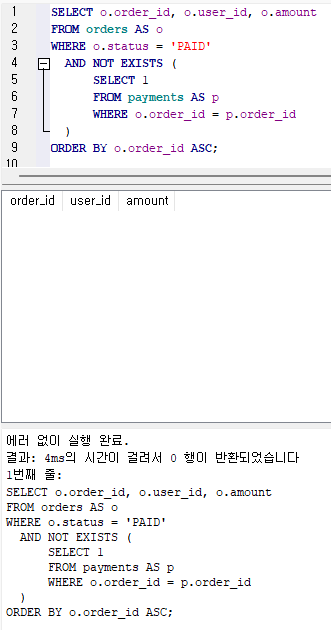 1 SELECT o.order_id, o.user_id, o.amount
2 FROM orders AS o
3 WHERE o.status = 'PAID'
4 AND NOT EXISTS (
5 SELECT 1
6 FROM payments AS p
7 WHERE o.order_id = p.order_id
8 )
9 ORDER BY o.order_id ASC;
10
order_id user_id amount
에러 없이 실행 완료.
결과: 4ms의 시간이 걸려서 0 행이 반환되었습니다
1번째 줄:
SELECT o.order_id, o.user_id, o.amount
FROM orders AS o
WHERE o.status = 'PAID'
AND NOT EXISTS (
SELECT 1
FROM payments AS p
WHERE o.order_id = p.order_id
)
ORDER BY o.order_id ASC;